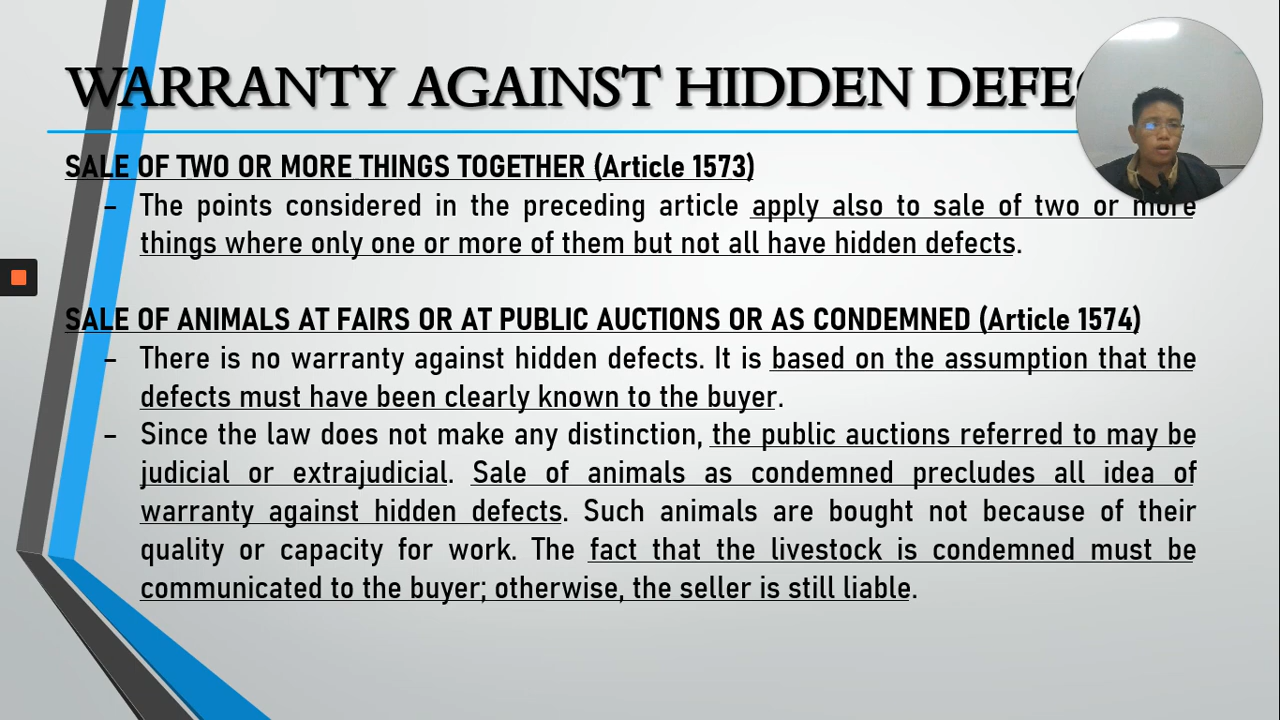 WARRANTY AGAINST HIDDEN
SALE OF TWO OR MORE THINGS TOGETHER (Article 1573)
– The points considered in the preceding article apply also to sale of two or more
things where only one or more of them but not all have hidden defects.
SALE OF ANIMALS AT FAIRS OR AT PUBLIC AUCTIONS OR AS CONDEMNED (Article 1574)
– There is no warranty against hidden defects. It is based on the assumption that the
defects must have been clearly known to the buyer.
– Since the law does not make any distinction, the public auctions referred to may be
judicial or extrajudicial. Sale of animals as condemned precludes all idea of
warranty against hidden defects. Such animals are bought not because of their
quality or capacity for work. The fact that the livestock is condemned must be
communicated to the buyer; otherwise, the seller is still liable.